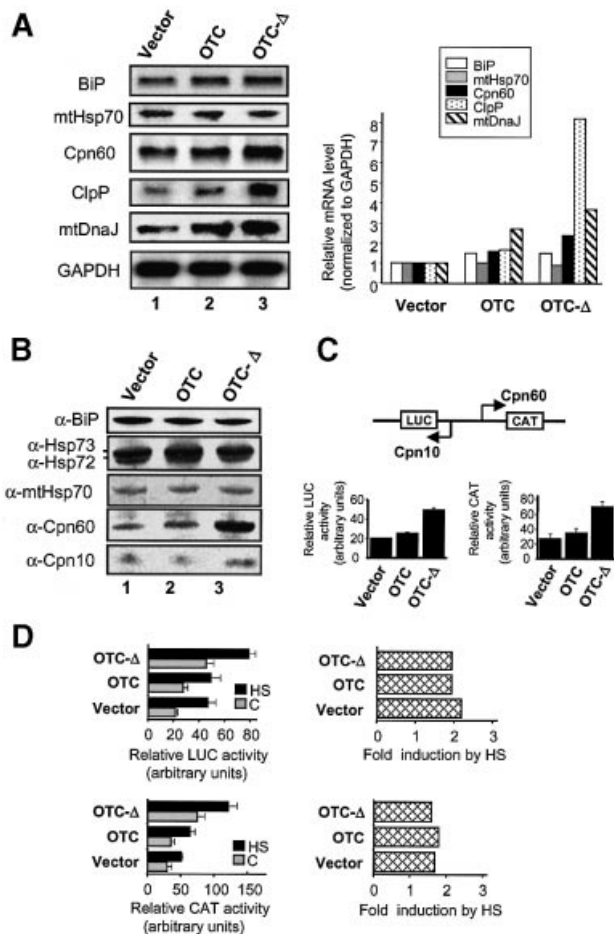 A
Vector OTC OTC-Δ
BiP
mtHsp70
Cpn60
ClpP
mtDnaJ
GAPDH
1 2 3
BiP
mtHsp70
Cpn60
ClpP
mtDnaJ
Relative mRNA level
(normalized to GAPDH)
8
7
6
5
4
3
2
1
0
Vector OTC OTC-Δ
B
Vector OTC OTC-Δ
α-BiP
α-Hsp73
α-Hsp72
α-mtHsp70
α-Cpn60
α-Cpn10
1 2 3
C
Cpn60
LUC CAT
Cpn10
Relative LUC
activity
(arbitrary units)
60
40
20
Vector OTC OTC-Δ
Relative CAT
activity
(arbitrary units)
80
60
40
20
Vector OTC OTC-Δ
D
OTC-Δ
OTC
Vector
HS
C
0 20 40 60 80
Relative LUC activity
(arbitrary units)
OTC-Δ
OTC
Vector
0 1 2 3
Fold induction by HS
OTC-Δ
OTC
Vector
HS
C
0 50 100 150
Relative CAT activity
(arbitrary units)
OTC-Δ
OTC
Vector
0 1 2 3
Fold induction by HS